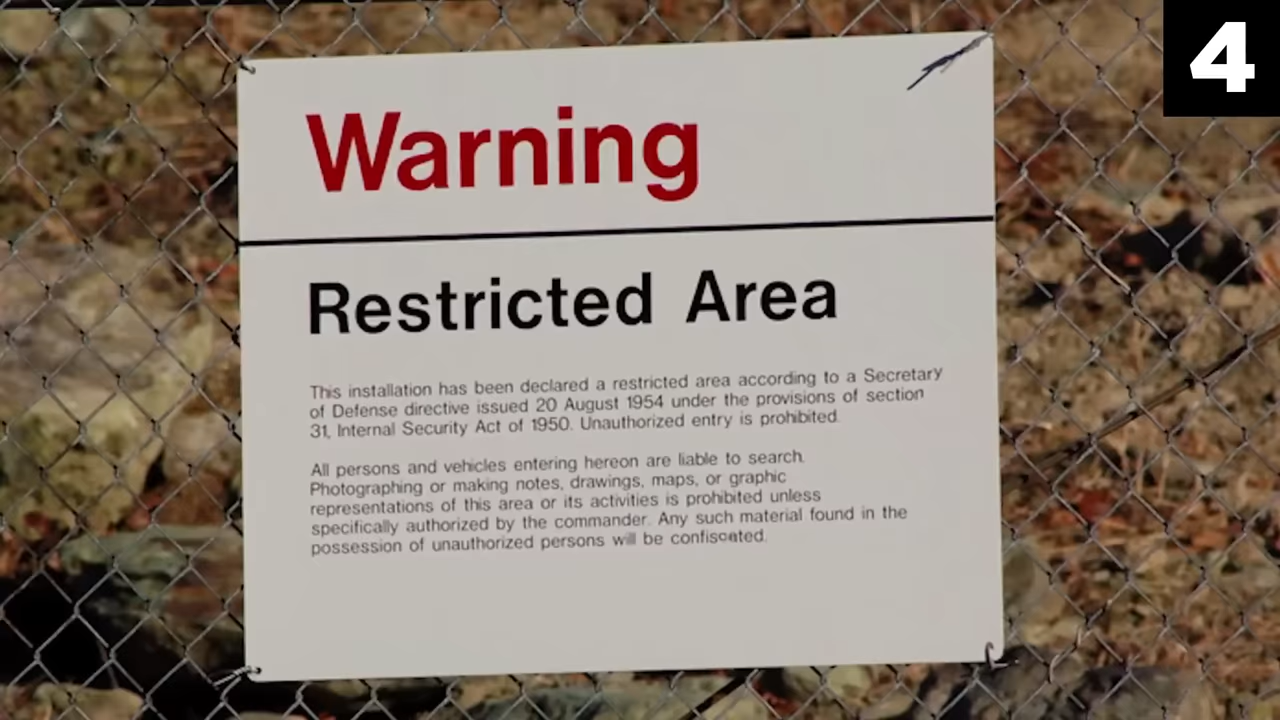 4
Warning
Restricted Area
This installation has been declared a restricted area according to a Secretary
of Defense directive issued 20 August 1954 under the provisions of section
31, Internal Security Act of 1950. Unauthorized entry is prohibited.
All persons and vehicles entering hereon are liable to search.
Photographing or making notes, drawings, maps, or graphic
representations of this area or its activities is prohibited unless
specifically authorized by the commander. Any such material found in the
possession of unauthorized persons will be confiscated.